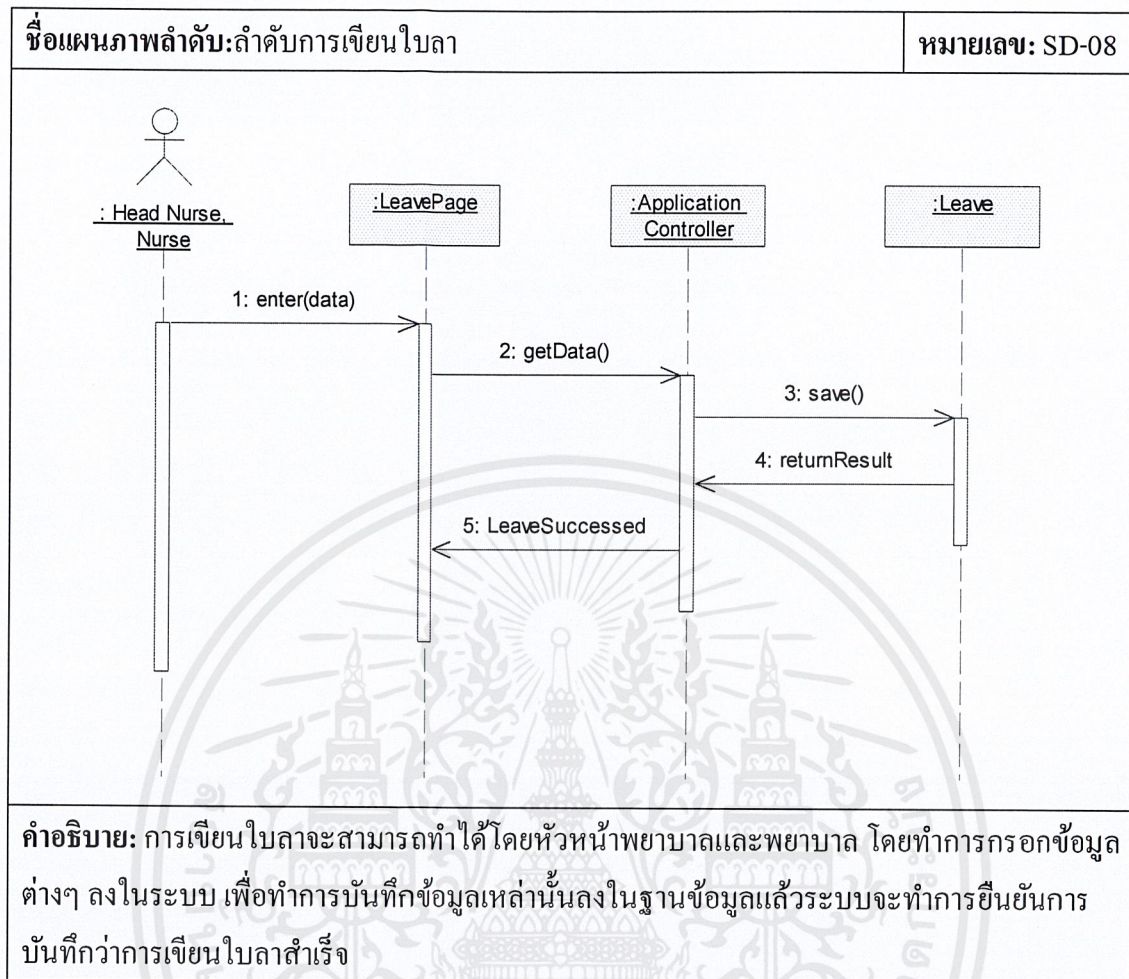 ชื่อแผนภาพลำดับ:ลำดับการเขียนใบลา
หมายเลข: SD-08
: Head Nurse,
Nurse
:LeavePage
:Application
Controller
:Leave
1: enter(data)
2: getData()
3: save()
4: returnResult
5: LeaveSuccessed
คำอธิบาย: การเขียนใบลาจะสามารถทำได้โดยหัวหน้าพยาบาลและพยาบาล โดยทำการกรอกข้อมูล
ต่างๆ ลงในระบบ เพื่อทำการบันทึกข้อมูลเหล่านั้นลงในฐานข้อมูลแล้วระบบจะทำการยืนยันการ
บันทึกว่าการเขียนใบลาสำเร็จ